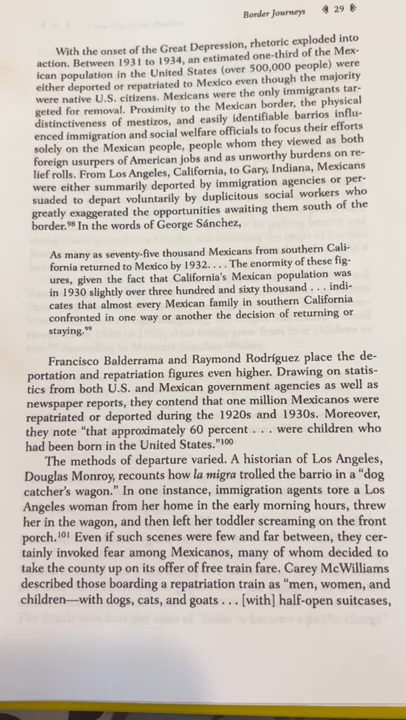 Border Journeys 29
With the onset of the Great Depression, rhetoric exploded into
action. Between 1931 to 1934, an estimated one-third of the Mex-
ican population in the United States (over 500,000 people) were
either deported or repatriated to Mexico even though the majority
were native U.S. citizens. Mexicans were the only immigrants tar-
geted for removal. Proximity to the Mexican border, the physical
distinctiveness of mestizos, and easily identifiable barrios influ-
enced immigration and social welfare officials to focus their efforts
solely on the Mexican people, people whom they viewed as both
foreign usurpers of American jobs and as unworthy burdens on re-
lief rolls. From Los Angeles, California, to Gary, Indiana, Mexicans
were either summarily deported by immigration agencies or per-
suaded to depart voluntarily by duplicitous social workers who
greatly exaggerated the opportunities awaiting them south of the
border.⁹⁸ In the words of George Sánchez,
As many as seventy-five thousand Mexicans from southern Cali-
fornia returned to Mexico by 1932. . . . The enormity of these fig-
ures, given the fact that California's Mexican population was
in 1930 slightly over three hundred and sixty thousand . . . indi-
cates that almost every Mexican family in southern California
confronted in one way or another the decision of returning or
staying.⁹⁹
Francisco Balderrama and Raymond Rodríguez place the de-
portation and repatriation figures even higher. Drawing on statis-
tics from both U.S. and Mexican government agencies as well as
newspaper reports, they contend that one million Mexicanos were
repatriated or deported during the 1920s and 1930s. Moreover,
they note "that approximately 60 percent . . . were children who
had been born in the United States."¹⁰⁰
The methods of departure varied. A historian of Los Angeles,
Douglas Monroy, recounts how la migra trolled the barrio in a "dog
catcher's wagon." In one instance, immigration agents tore a Los
Angeles woman from her home in the early morning hours, threw
her in the wagon, and then left her toddler screaming on the front
porch.¹⁰¹ Even if such scenes were few and far between, they cer-
tainly invoked fear among Mexicanos, many of whom decided to
take the county up on its offer of free train fare. Carey McWilliams
described those boarding a repatriation train as "men, women, and
children—with dogs, cats, and goats . . . [with] half-open suitcases,